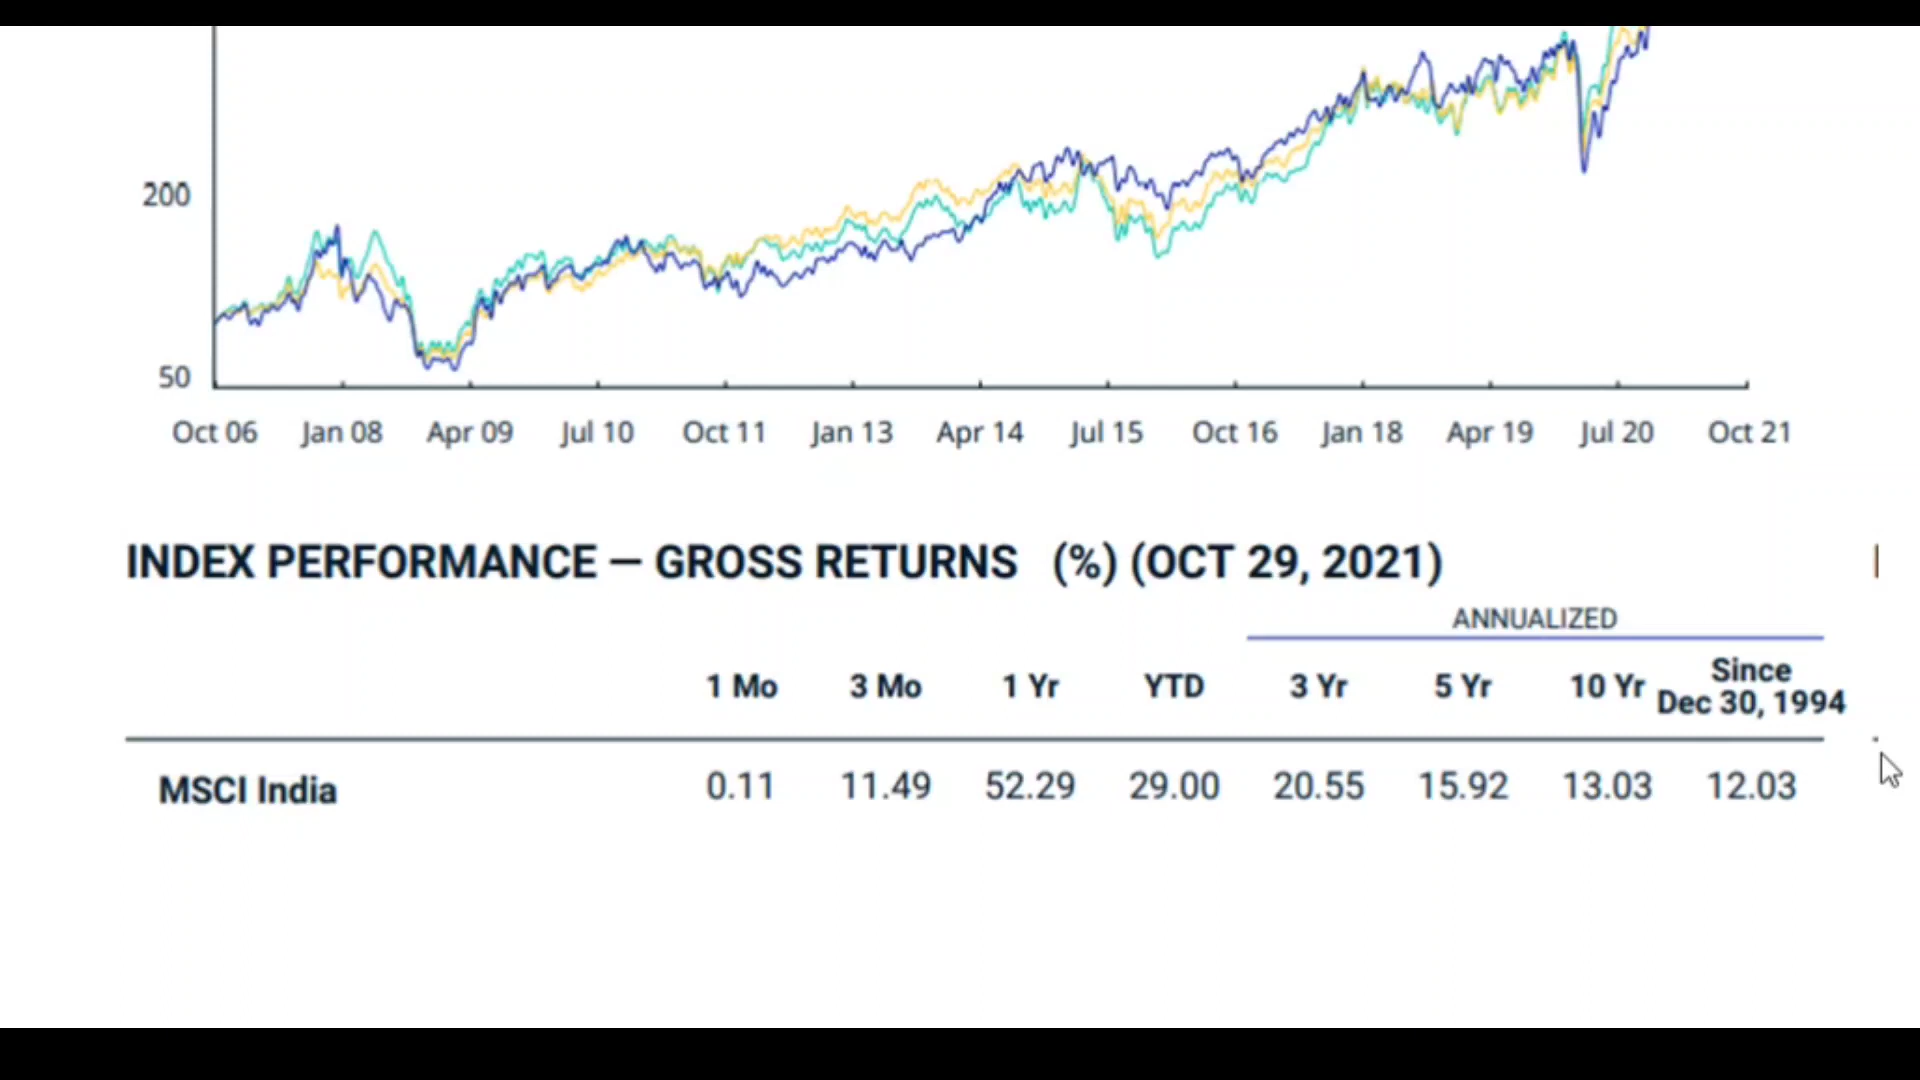 200
50
Oct 06 Jan 08 Apr 09 Jul 10 Oct 11 Jan 13 Apr 14 Jul 15 Oct 16 Jan 18 Apr 19 Jul 20 Oct 21
INDEX PERFORMANCE — GROSS RETURNS (%) (OCT 29, 2021)
ANNUALIZED
1 Mo 3 Mo 1 Yr YTD 3 Yr 5 Yr 10 Yr Since Dec 30, 1994
MSCI India 0.11 11.49 52.29 29.00 20.55 15.92 13.03 12.03